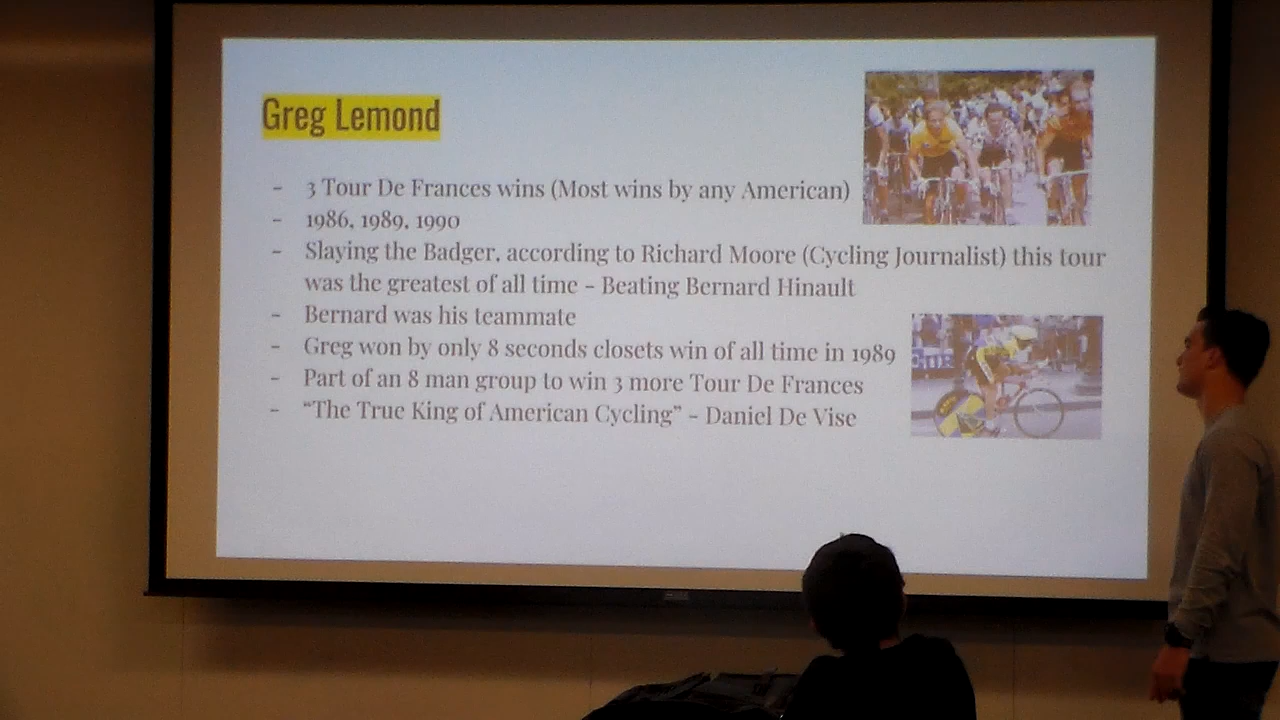 Greg Lemond
- 3 Tour De Frances wins (Most wins by any American)
- 1986, 1989, 1990
- Slaying the Badger, according to Richard Moore (Cycling Journalist) this tour
was the greatest of all time - Beating Bernard Hinault
- Bernard was his teammate
- Greg won by only 8 seconds closets win of all time in 1989
- Part of an 8 man group to win 3 more Tour De Frances
- "The True King of American Cycling" - Daniel De Vise